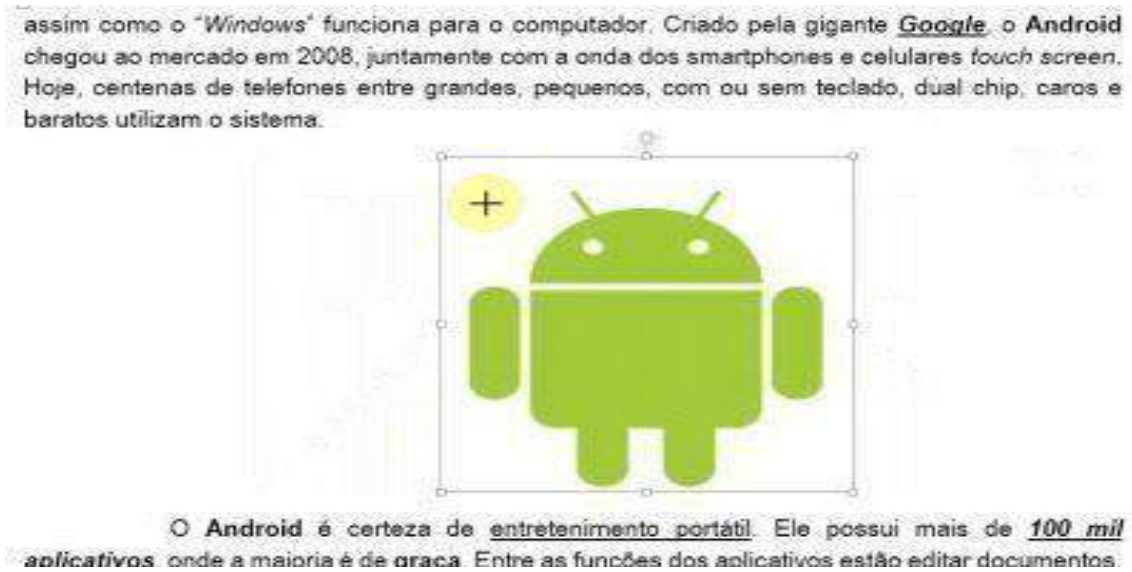 assim como o "Windows" funciona para o computador. Criado pela gigante Google, o Android
chegou ao mercado em 2008, juntamente com a onda dos smartphones e celulares touch screen.
Hoje, centenas de telefones entre grandes, pequenos, com ou sem teclado, dual chip, caros e
baratos utilizam o sistema.
O Android é certeza de entretenimento portátil. Ele possui mais de 100 mil
aplicativos, onde a maioria é de graça. Entre as funções dos aplicativos estão editar documentos,